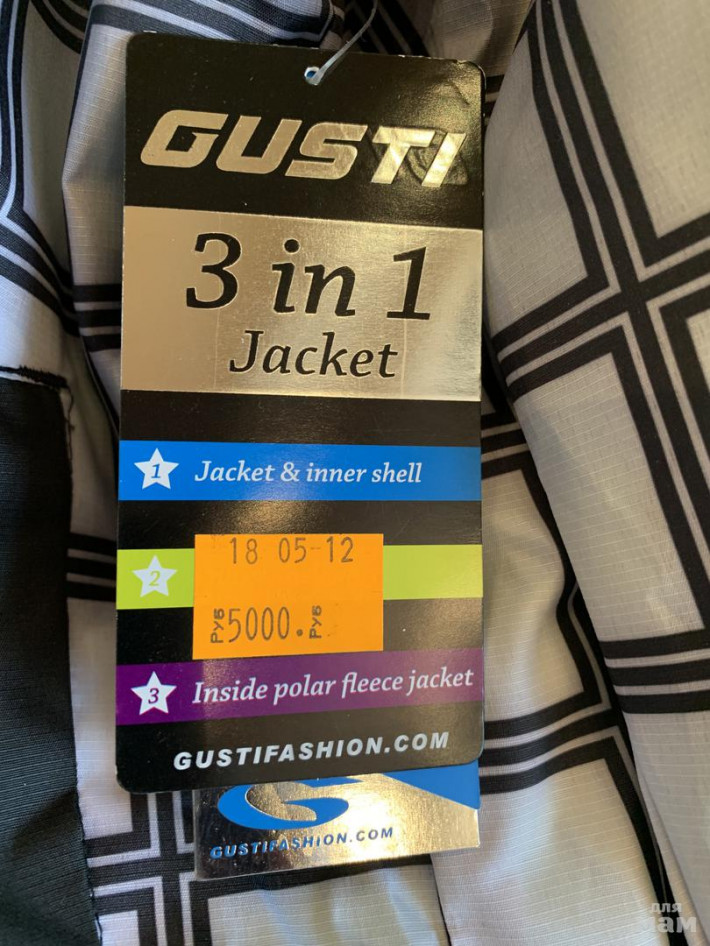 GUSTI
3 in 1
Jacket
1 Jacket & inner shell
2
18 05-12
РУБ 5000. РУБ
3 Inside polar fleece jacket
GUSTIFASHION.COM
G
GUSTIFASHION.COM
для
мам